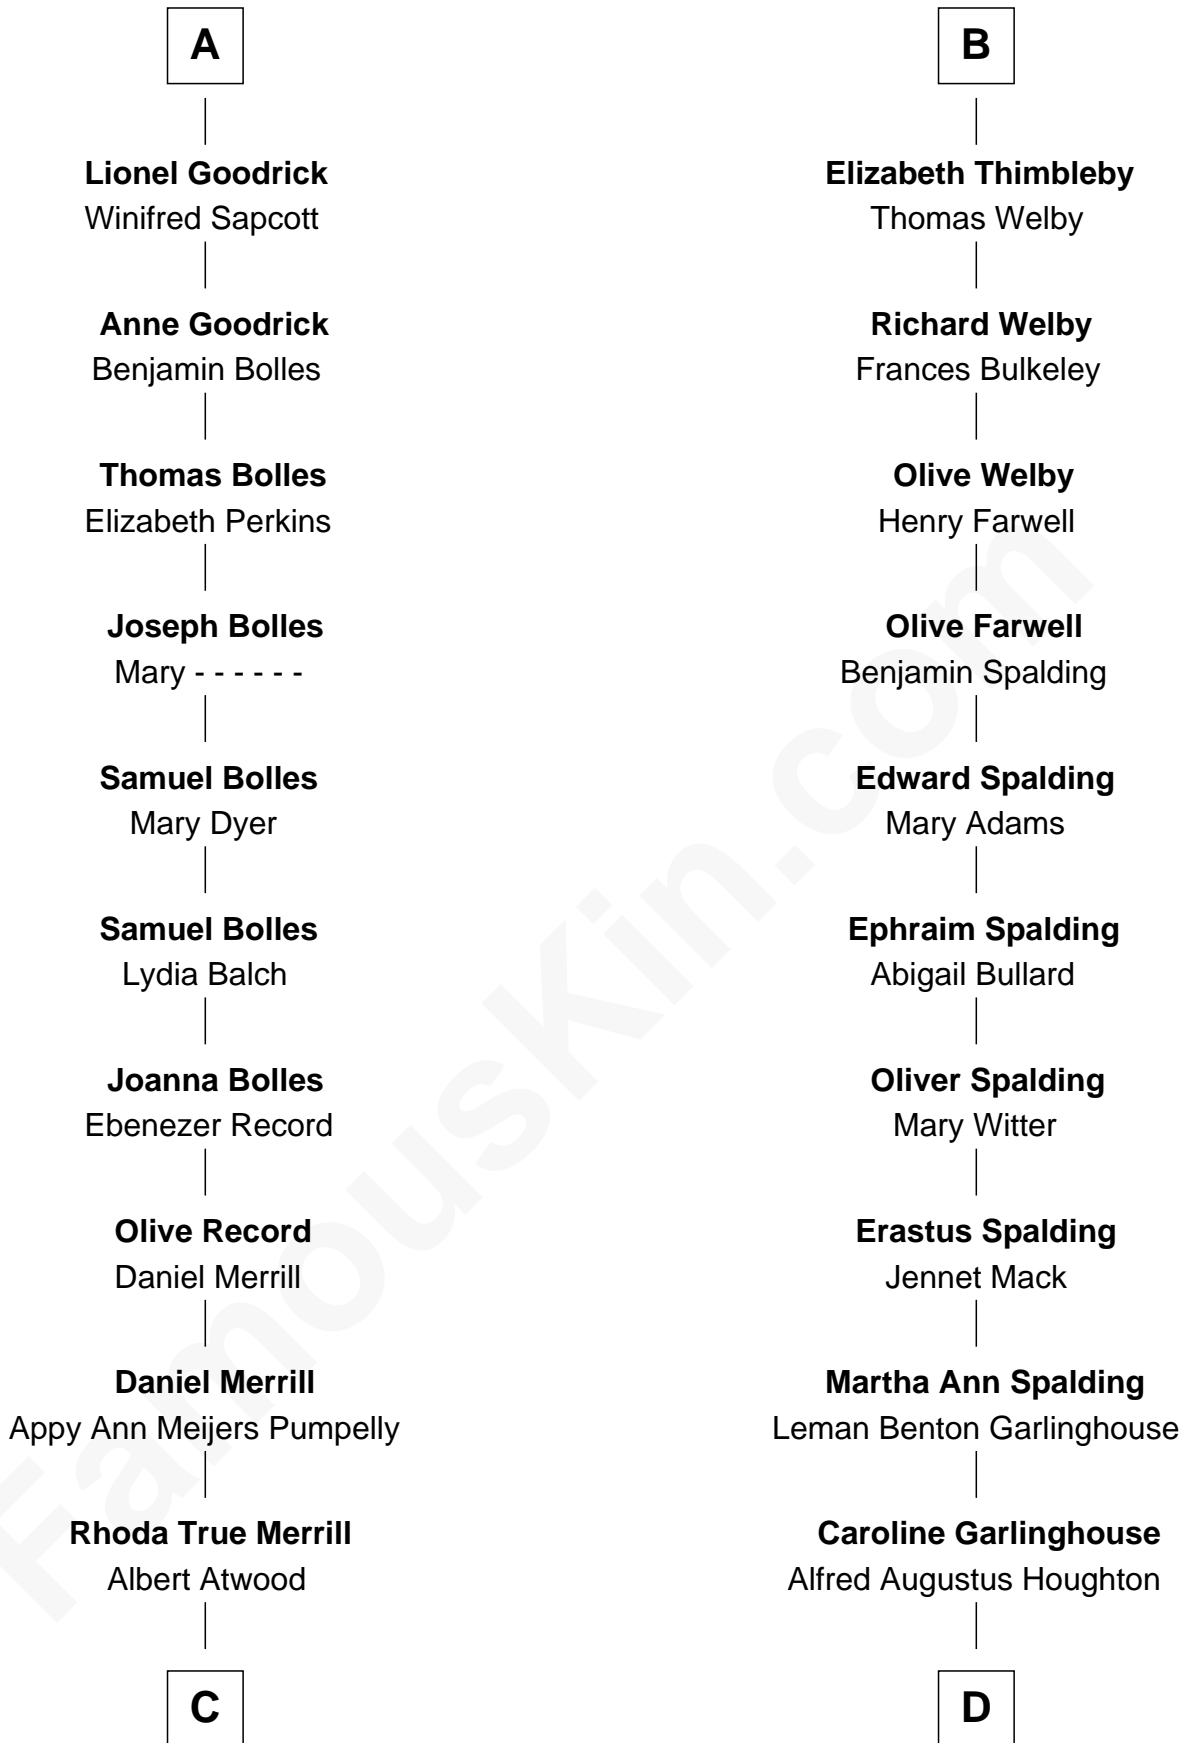 A
Lionel Goodrick
Winifred Sapcott
Anne Goodrick
Benjamin Bolles
Thomas Bolles
Elizabeth Perkins
Joseph Bolles
Mary - - - - - -
Samuel Bolles
Mary Dyer
Samuel Bolles
Lydia Balch
Joanna Bolles
Ebenezer Record
Olive Record
Daniel Merrill
Daniel Merrill
Appy Ann Meijers Pumpelly
Rhoda True Merrill
Albert Atwood
C
B
Elizabeth Thimbleby
Thomas Welby
Richard Welby
Frances Bulkeley
Olive Welby
Henry Farwell
Olive Farwell
Benjamin Spalding
Edward Spalding
Mary Adams
Ephraim Spalding
Abigail Bullard
Oliver Spalding
Mary Witter
Erastus Spalding
Jennet Mack
Martha Ann Spalding
Leman Benton Garlinghouse
Caroline Garlinghouse
Alfred Augustus Houghton
D
FamousKin.com